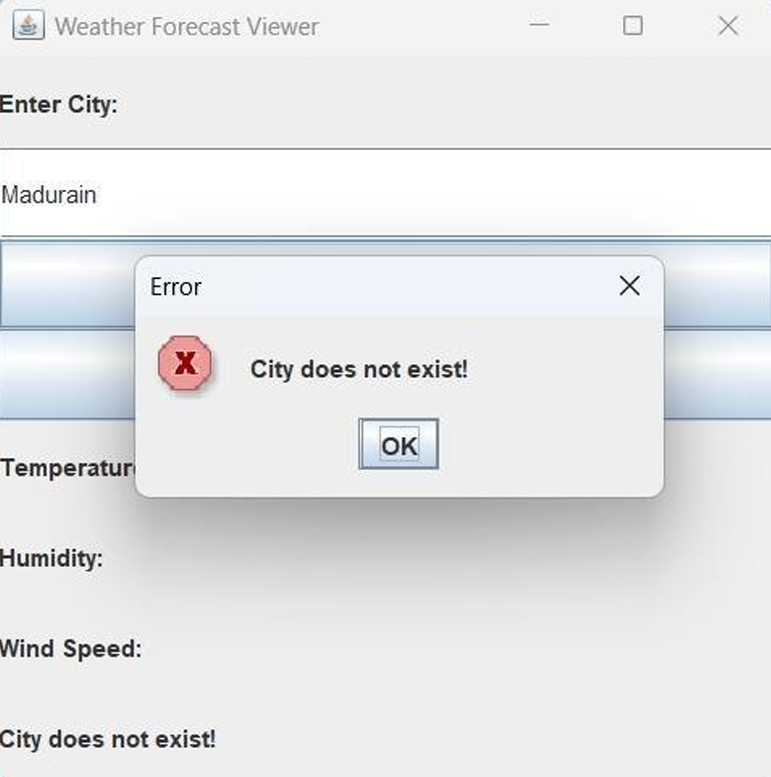 Weather Forecast Viewer
Enter City:
Madurain
Error
X
City does not exist!
OK
Temperatur
Humidity:
Wind Speed:
City does not exist!